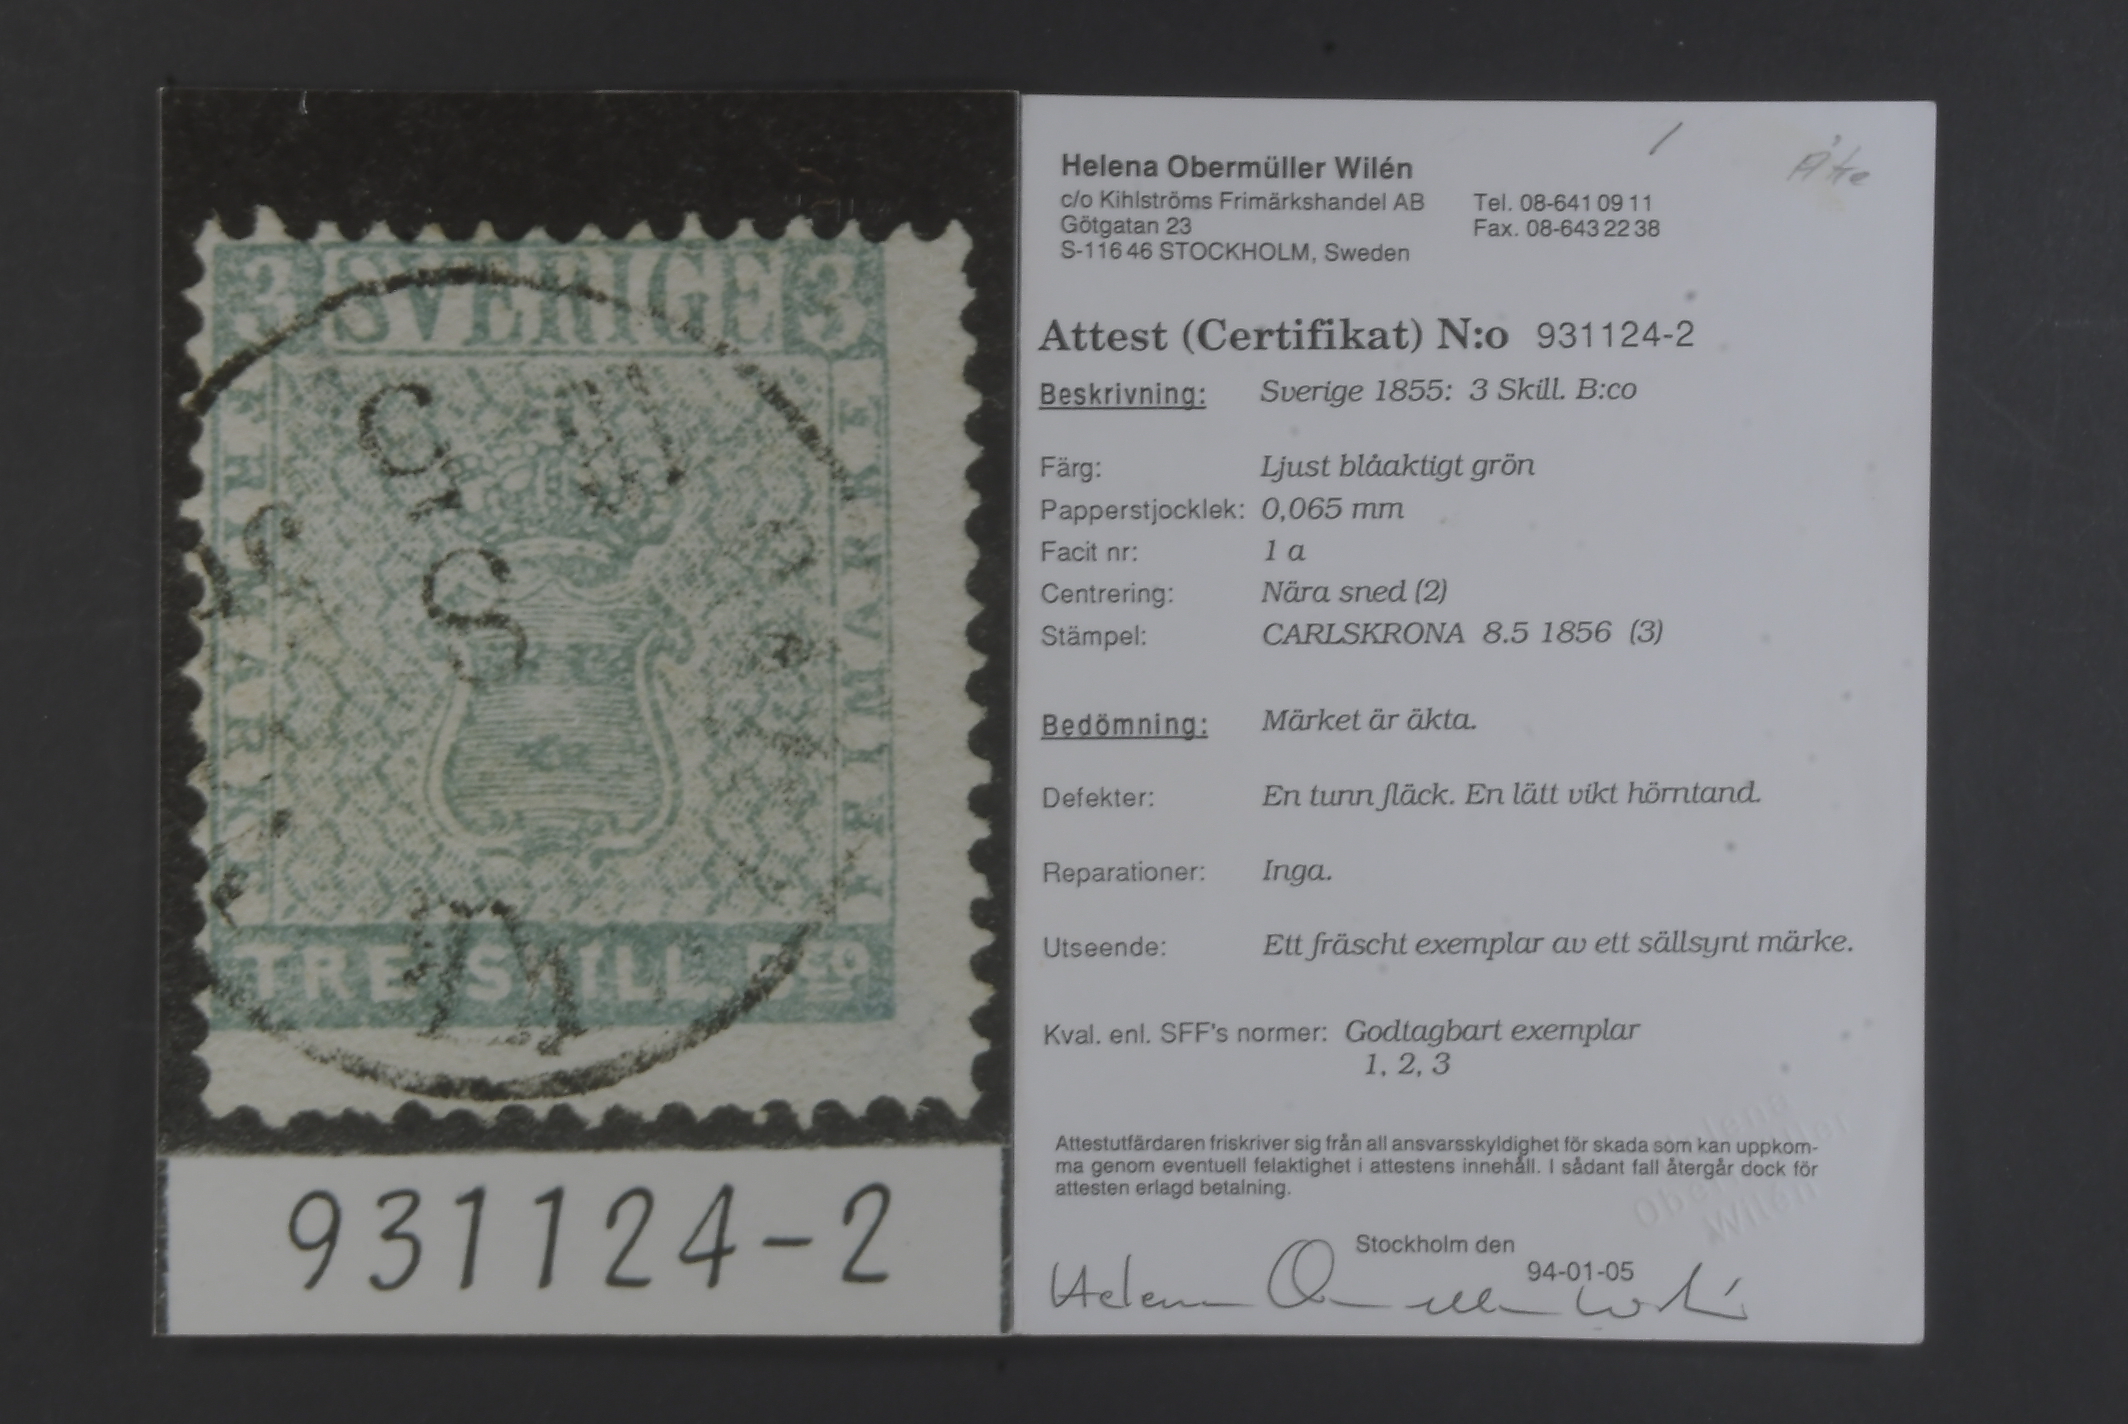 3 SVERIGE 3
FRIMARKE
FRIMARKE
TRE SKILL. Bco
931124-2
Helena Obermüller Wilén
c/o Kihlströms Frimärkshandel AB Tel. 08-641 09 11
Götgatan 23 Fax. 08-643 22 38
S-116 46 STOCKHOLM, Sweden
Attest (Certifikat) N:o 931124-2
Beskrivning: Sverige 1855: 3 Skill. B:co
Färg: Ljust blåaktigt grön
Papperstjocklek: 0,065 mm
Facit nr: 1 a
Centrering: Nära sned (2)
Stämpel: CARLSKRONA 8.5 1856 (3)
Bedömning: Märket är äkta.
Defekter: En tunn fläck. En lätt vikt hörntand.
Reparationer: Inga.
Utseende: Ett fräscht exemplar av ett sällsynt märke.
Kval. enl. SFF's normer: Godtagbart exemplar
1, 2, 3
Attestutfärdaren friskriver sig från all ansvarsskyldighet för skada som kan uppkom-
ma genom eventuell felaktighet i attestens innehåll. I sådant fall återgår dock för
attesten erlagd betalning.
Helena
Obermüller
Wilén
Stockholm den
94-01-05